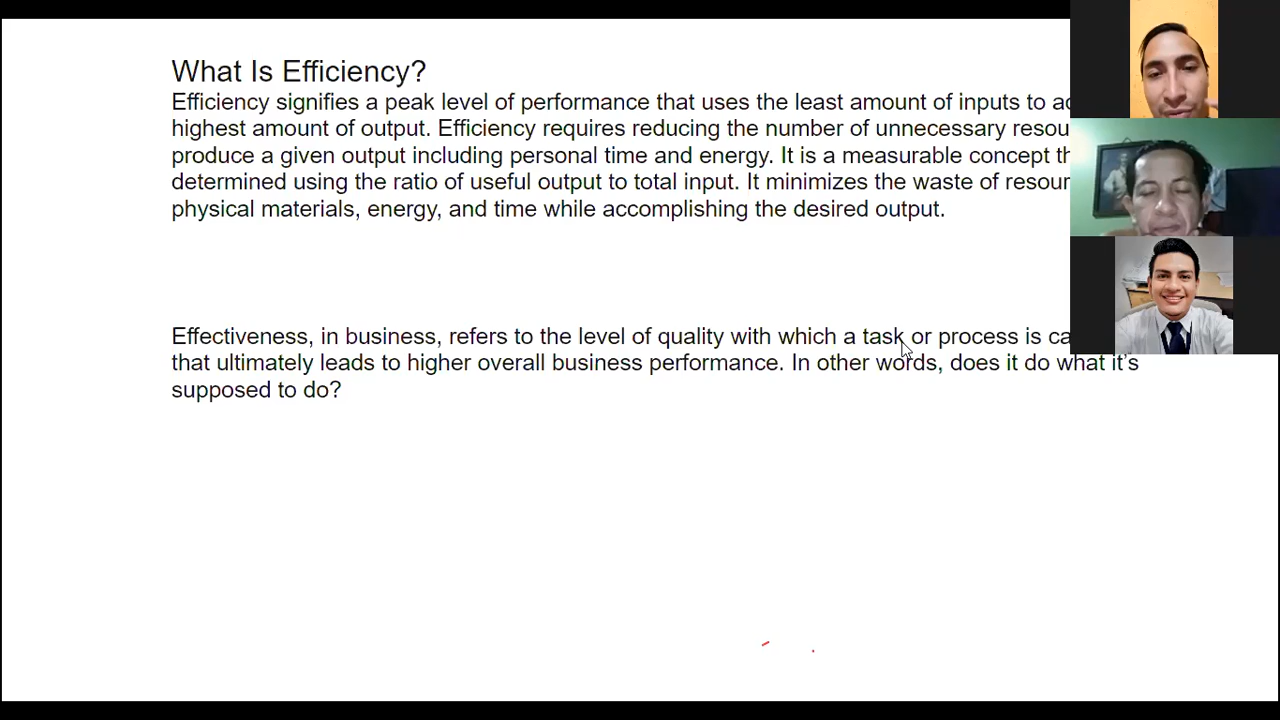 What Is Efficiency?
Efficiency signifies a peak level of performance that uses the least amount of inputs to
highest amount of output. Efficiency requires reducing the number of unnecessary
produce a given output including personal time and energy. It is a measurable concept
determined using the ratio of useful output to total input. It minimizes the waste of
physical materials, energy, and time while accomplishing the desired output.
Effectiveness, in business, refers to the level of quality with which a task or process is
that ultimately leads to higher overall business performance. In other words, does it do what it's
supposed to do?